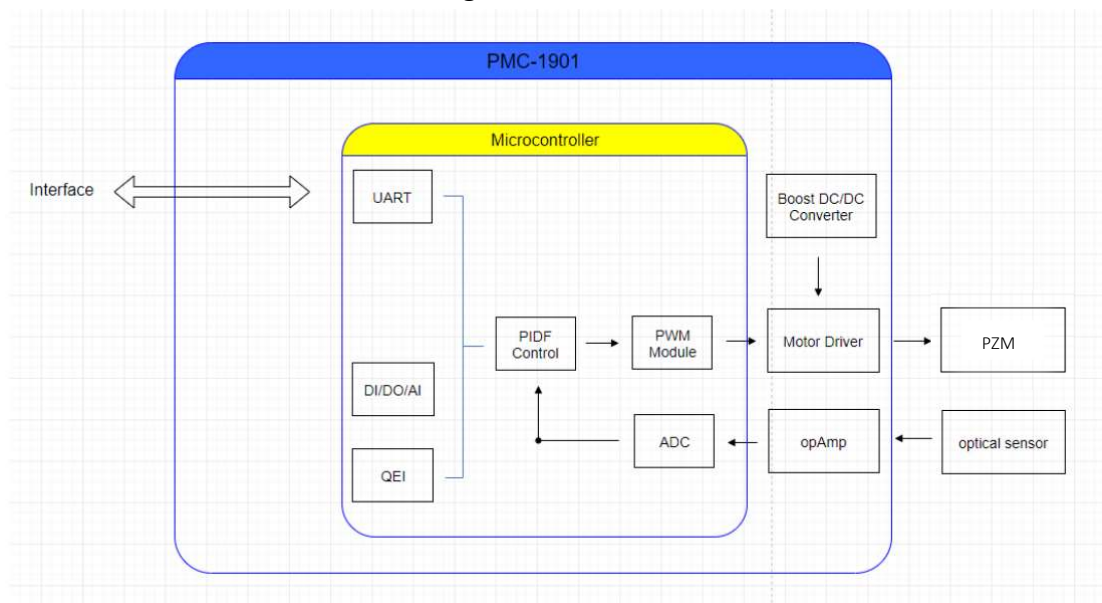 PMC-1901
Microcontroller
Interface
UART
Boost DC/DC
Converter
PIDF
Control
PWM
Module
Motor Driver
PZM
DI/DO/AI
ADC
opAmp
optical sensor
QEI